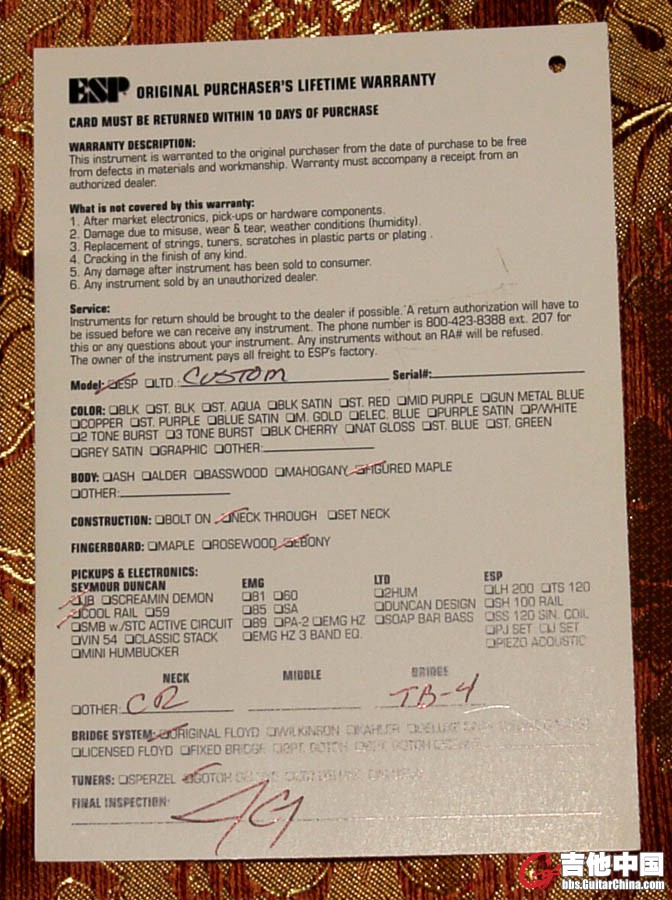 ESP ORIGINAL PURCHASER'S LIFETIME WARRANTY
CARD MUST BE RETURNED WITHIN 10 DAYS OF PURCHASE
WARRANTY DESCRIPTION:
This instrument is warranted to the original purchaser from the date of purchase to be free
from defects in materials and workmanship. Warranty must accompany a receipt from an
authorized dealer.
What is not covered by this warranty:
1. After market electronics, pick-ups or hardware components.
2. Damage due to misuse, wear & tear, weather conditions (humidity).
3. Replacement of strings, tuners, scratches in plastic parts or plating .
4. Cracking in the finish of any kind.
5. Any damage after instrument has been sold to consumer.
6. Any instrument sold by an unauthorized dealer.
Service:
Instruments for return should be brought to the dealer if possible. A return authorization will have to
be issued before we can receive any instrument. The phone number is 800-423-8388 ext. 207 for
this or any questions about your instrument. Any instruments without an RA# will be refused.
The owner of the instrument pays all freight to ESP's factory.
Model: ESP LTD: CUSTOM Serial#:
COLOR: BLK ST. BLK ST. AQUA BLK SATIN ST. RED MID PURPLE GUN METAL BLUE
COPPER ST. PURPLE BLUE SATIN M. GOLD ELEC. BLUE PURPLE SATIN P/WHITE
2 TONE BURST 3 TONE BURST BLK CHERRY NAT GLOSS ST. BLUE ST. GREEN
GREY SATIN GRAPHIC OTHER:
BODY: ASH ALDER BASSWOOD MAHOGANY FIGURED MAPLE
OTHER:
CONSTRUCTION: BOLT ON NECK THROUGH SET NECK
FINGERBOARD: MAPLE ROSEWOOD EBONY
PICKUPS & ELECTRONICS:
SEYMOUR DUNCAN EMG LTD ESP
JB SCREAMIN DEMON 81 60 2HUM LH 200 TS 120
COOL RAIL 59 85 SA DUNCAN DESIGN SH 100 RAIL
SMB w./STC ACTIVE CIRCUIT 89 PA-2 EMG HZ SOAP BAR BASS SS 120 SIN. COIL
VIN 54 CLASSIC STACK EMG HZ 3 BAND EQ. PJ SET J SET
MINI HUMBUCKER PIEZO ACOUSTIC
NECK MIDDLE BRIDGE
OTHER: CR TB-4
BRIDGE SYSTEM: ORIGINAL FLOYD WILKINSON KAHLER
LICENSED FLOYD FIXED BRIDGE GOTOH
TUNERS: SPERZEL GOTOH
FINAL INSPECTION:
吉他中国
bbs.GuitarChina.com